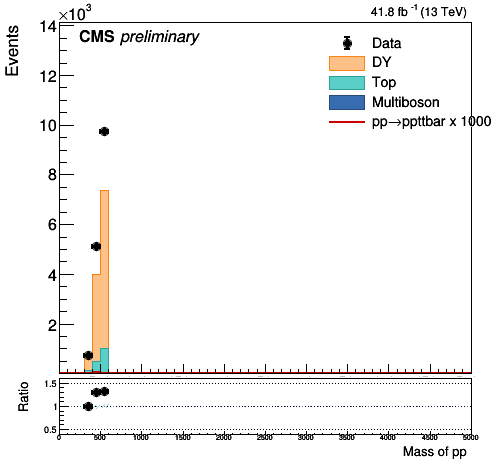 ×10³
41.8 fb⁻¹ (13 TeV)
CMS preliminary
Events
14
12
10
8
6
4
2
Data
DY
Top
Multiboson
pp→ppttbar x 1000
Ratio
1.5
1
0.5
0 500 1000 1500 2000 2500 3000 3500 4000 4500 5000
Mass of pp